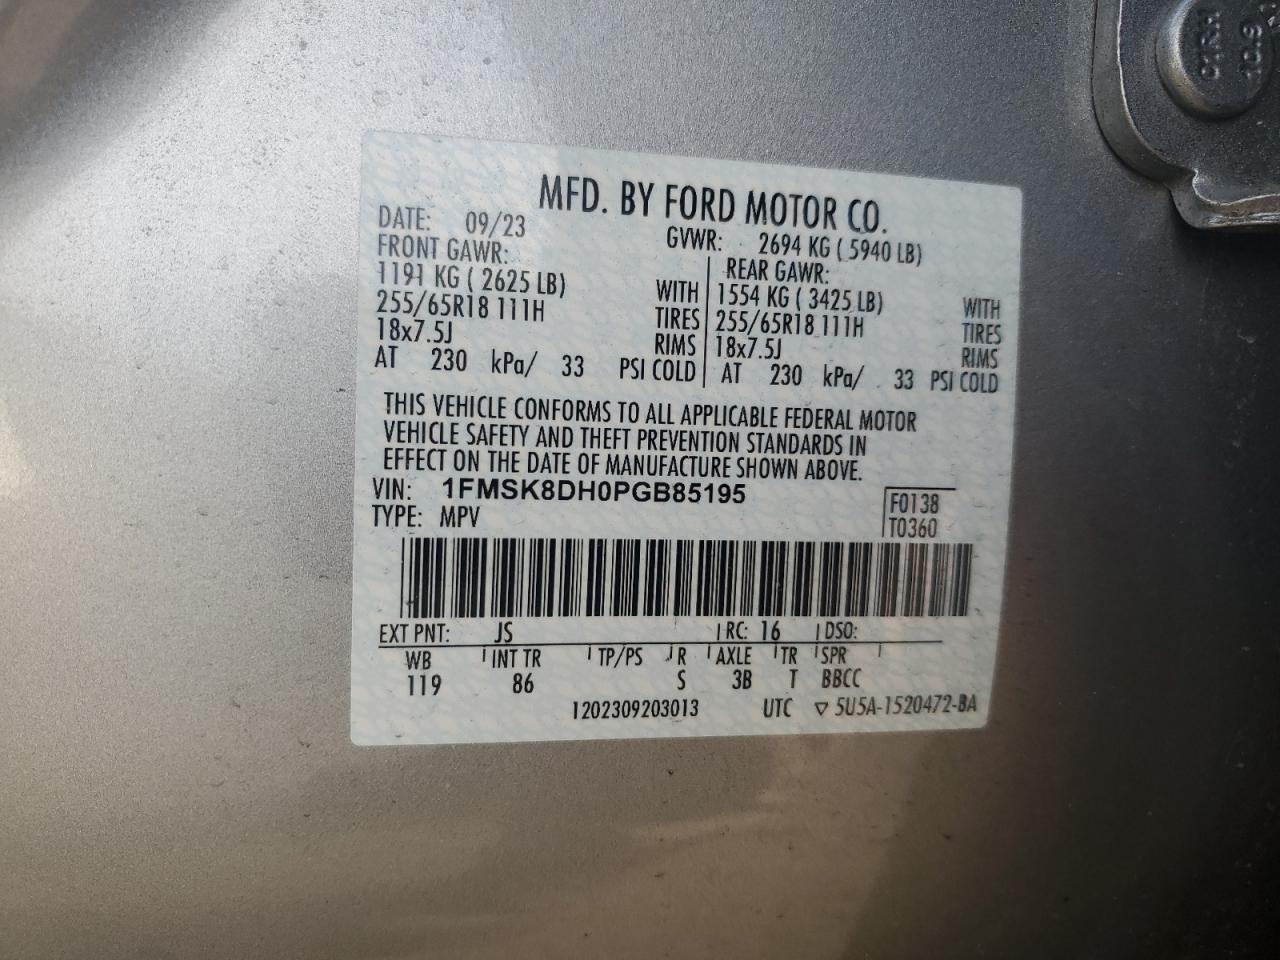 CTRH
10.9
MFD. BY FORD MOTOR CO.
DATE: 09/23 GVWR: 2694 KG ( 5940 LB)
FRONT GAWR: REAR GAWR:
1191 KG ( 2625 LB) WITH 1554 KG ( 3425 LB) WITH
255/65R18 111H TIRES 255/65R18 111H TIRES
18x7.5J RIMS 18x7.5J RIMS
AT 230 kPa/ 33 PSI COLD AT 230 kPa/ 33 PSI COLD
THIS VEHICLE CONFORMS TO ALL APPLICABLE FEDERAL MOTOR
VEHICLE SAFETY AND THEFT PREVENTION STANDARDS IN
EFFECT ON THE DATE OF MANUFACTURE SHOWN ABOVE.
VIN: 1FMSK8DH0PGB85195 F0138
TYPE: MPV T0360
EXT PNT: JS RC: 16 DSO:
WB INT TR TP/PS R AXLE TR SPR
119 86 S 3B T BBCC
1202309203013 UTC ▽ 5U5A-1520472-BA